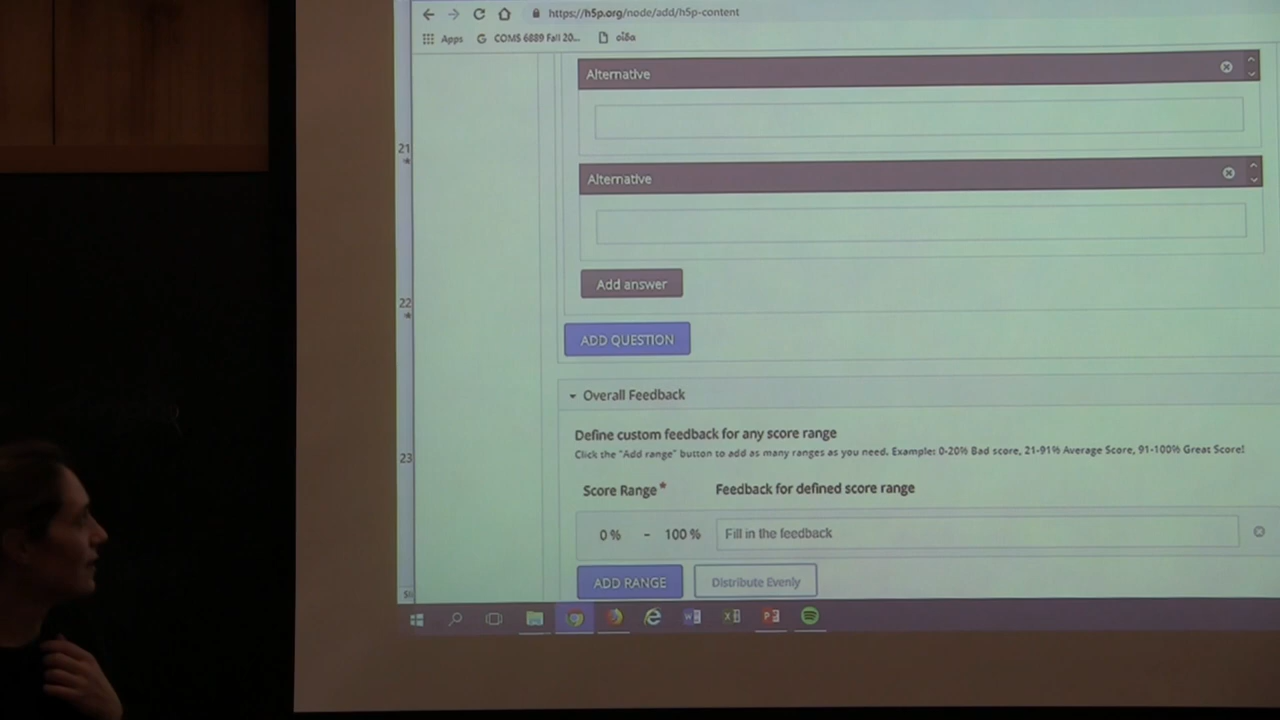 https://h5p.org/node/add/h5p-content
Apps
COMS 6889 Fall 20...
οίδα
Alternative
21
Alternative
Add answer
22
ADD QUESTION
Overall Feedback
Define custom feedback for any score range
Click the "Add range" button to add as many ranges as you need. Example: 0-20% Bad score, 21-91% Average Score, 91-100% Great Score!
23
Score Range*
Feedback for defined score range
0 % - 100 %
Fill in the feedback
ADD RANGE
Distribute Evenly